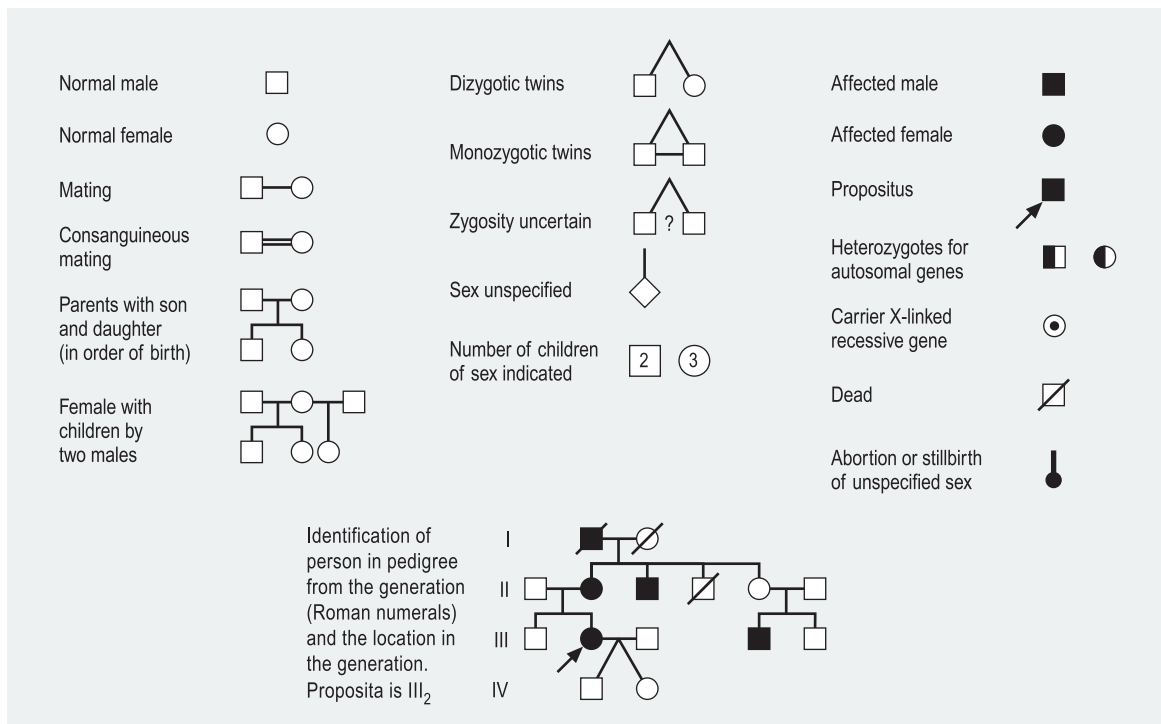 Normal male
Normal female
Mating
Consanguineous
mating
Parents with son
and daughter
(in order of birth)
Female with
children by
two males
Dizygotic twins
Monozygotic twins
Zygosity uncertain
?
Sex unspecified
Number of children
of sex indicated
2 3
Affected male
Affected female
Propositus
Heterozygotes for
autosomal genes
Carrier X-linked
recessive gene
Dead
Abortion or stillbirth
of unspecified sex
Identification of
person in pedigree
from the generation
(Roman numerals)
and the location in
the generation.
Proposita is III2
I
II
III
IV